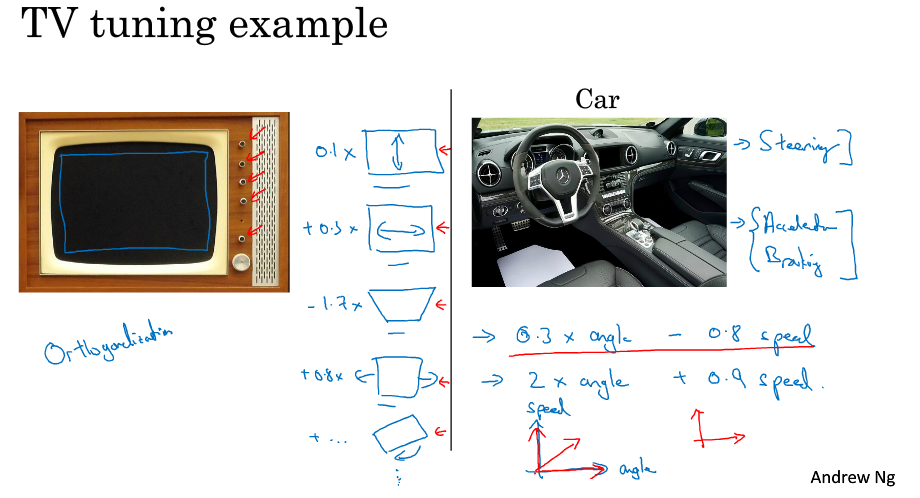 TV tuning example
Orthogonalization
0.1 x
+ 0.3 x
- 1.7 x
+ 0.8 x
+ ...
Car
→ Steering ]
→ { Acceleration
Braking ]
→ 0.3 x angle - 0.8 speed
→ 2 x angle + 0.9 speed.
speed
angle
Andrew Ng